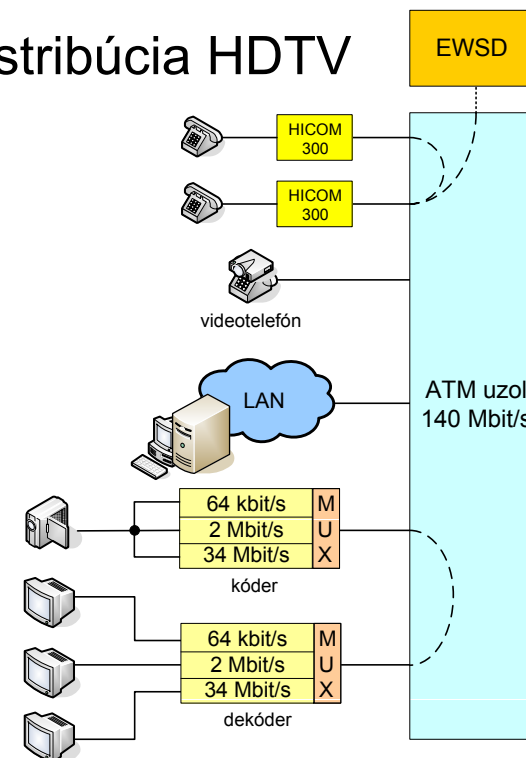 stribúcia HDTV
EWSD
HICOM
300
HICOM
300
videotelefón
LAN
ATM uzol
140 Mbit/s
64 kbit/s M
2 Mbit/s U
34 Mbit/s X
kóder
64 kbit/s M
2 Mbit/s U
34 Mbit/s X
dekóder